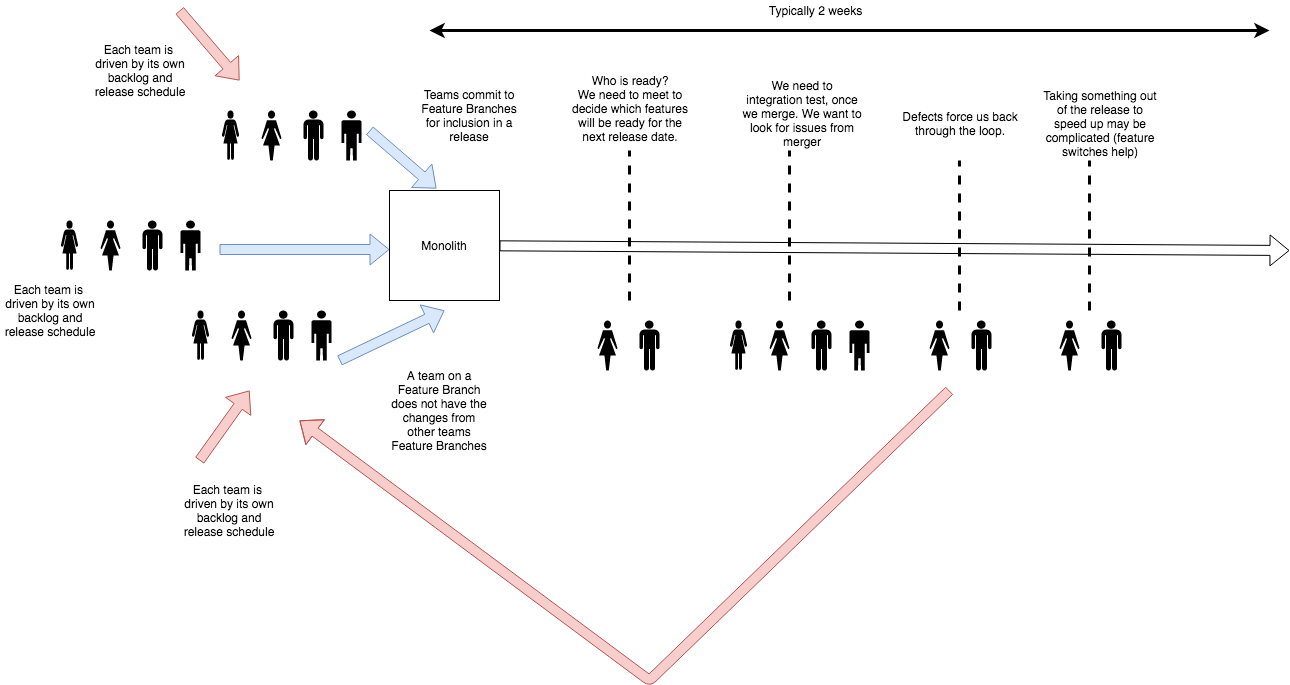 Typically 2 weeks
Each team is
driven by its own
backlog and
release schedule
Teams commit to
Feature Branches
for inclusion in a
release
Who is ready?
We need to meet to
decide which features
will be ready for the
next release date.
We need to
integration test, once
we merge. We want to
look for issues from
merger
Defects force us back
through the loop.
Taking something out
of the release to
speed up may be
complicated (feature
switches help)
Monolith
Each team is
driven by its own
backlog and
release schedule
A team on a
Feature Branch
does not have the
changes from
other teams
Feature Branches
Each team is
driven by its own
backlog and
release schedule